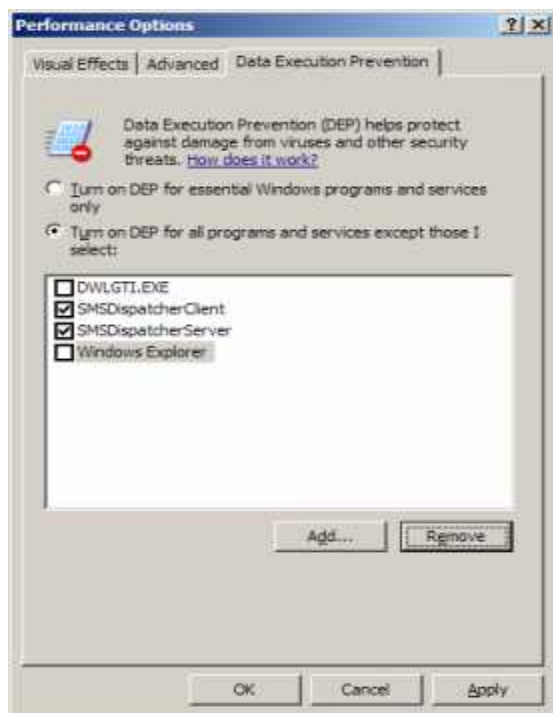 Performance Options
Visual Effects Advanced Data Execution Prevention
Data Execution Prevention (DEP) helps protect
against damage from viruses and other security
threats. How does it work?
Turn on DEP for essential Windows programs and services
only
Turn on DEP for all programs and services except those I
select:
DWLGTI.EXE
SMSDispatcherClient
SMSDispatcherServer
Windows Explorer
Add... Remove
OK Cancel Apply